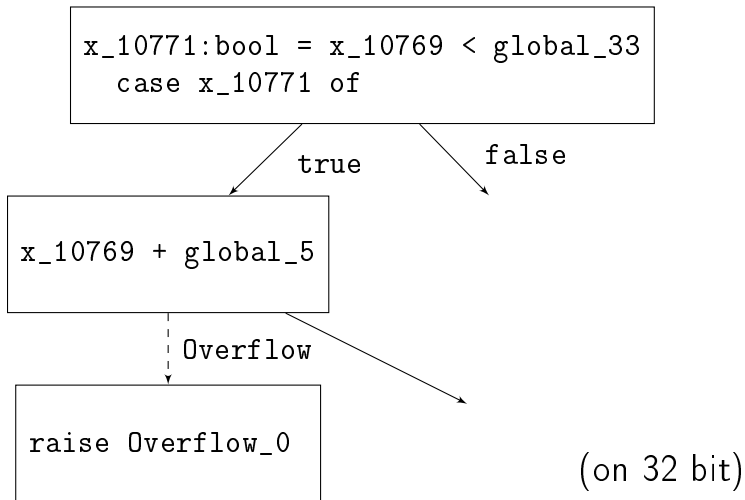 x_10771:bool = x_10769 < global_33
case x_10771 of
true
false
x_10769 + global_5
Overflow
raise Overflow_0
(on 32 bit)